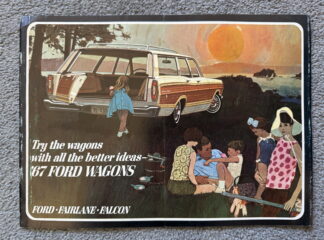 Try the wagons
with all the better ideas–
'67 FORD WAGONS
FORD · FAIRLANE · FALCON